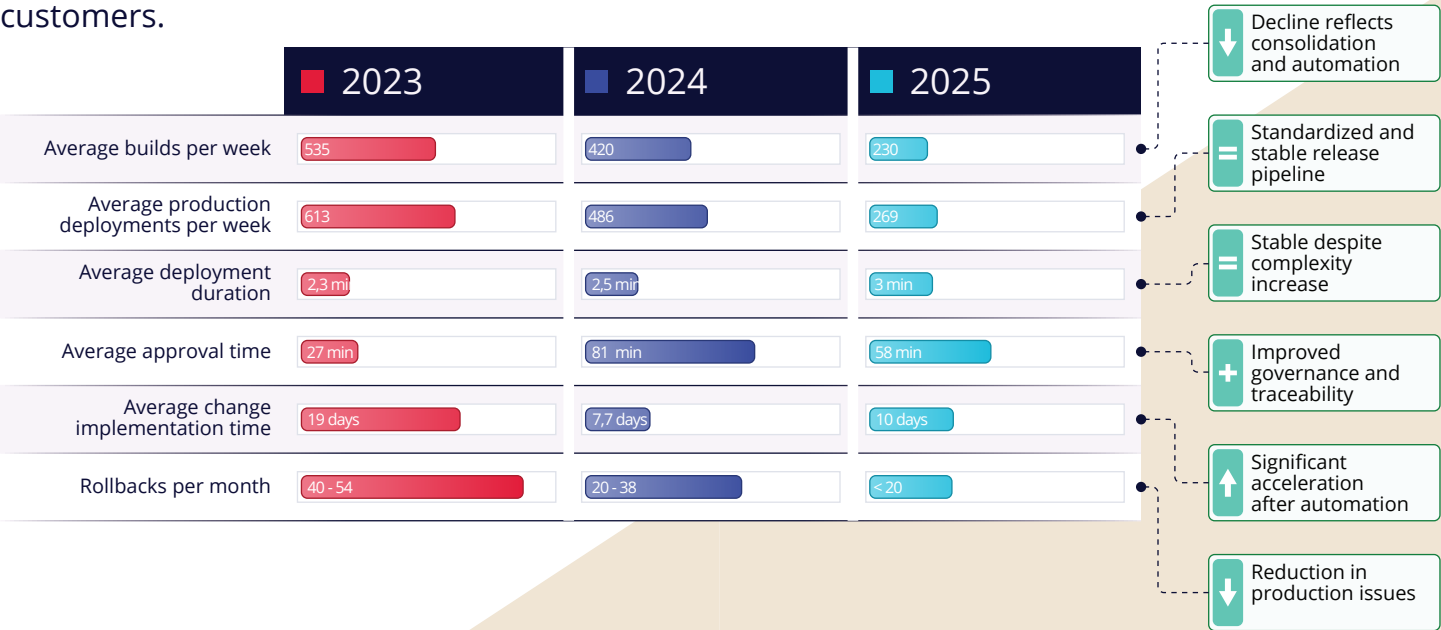 customers.
2023
2024
2025
Average builds per week
535
420
230
Decline reflects
consolidation
and automation
Average production
deployments per week
613
486
269
Standardized and
stable release
pipeline
Average deployment
duration
2,3 min
2,5 min
3 min
Stable despite
complexity
increase
Average approval time
27 min
81 min
58 min
Improved
governance and
traceability
Average change
implementation time
19 days
7,7 days
10 days
Significant
acceleration
after automation
Rollbacks per month
40 - 54
20 - 38
< 20
Reduction in
production issues